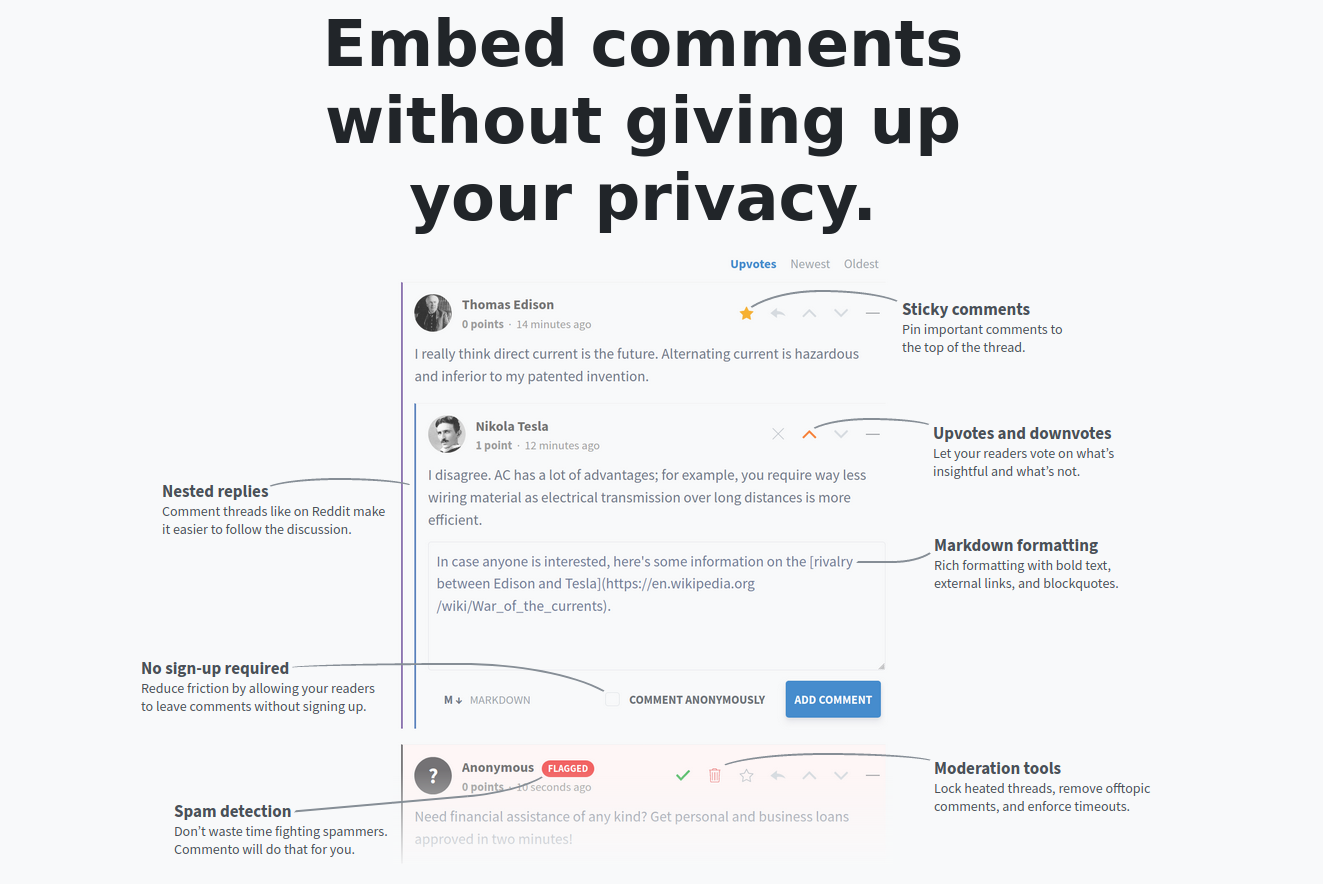 Embed comments
without giving up
your privacy.
Upvotes Newest Oldest
Thomas Edison
0 points · 14 minutes ago
I really think direct current is the future. Alternating current is hazardous
and inferior to my patented invention.
Sticky comments
Pin important comments to
the top of the thread.
Nikola Tesla
1 point · 12 minutes ago
I disagree. AC has a lot of advantages; for example, you require way less
wiring material as electrical transmission over long distances is more
efficient.
Upvotes and downvotes
Let your readers vote on what's
insightful and what's not.
Nested replies
Comment threads like on Reddit make
it easier to follow the discussion.
In case anyone is interested, here's some information on the [rivalry
between Edison and Tesla](https://en.wikipedia.org
/wiki/War_of_the_currents).
Markdown formatting
Rich formatting with bold text,
external links, and blockquotes.
No sign-up required
Reduce friction by allowing your readers
to leave comments without signing up.
M↓ MARKDOWN
COMMENT ANONYMOUSLY
ADD COMMENT
? Anonymous FLAGGED
0 points · 10 seconds ago
Need financial assistance of any kind? Get personal and business loans
approved in two minutes!
Moderation tools
Lock heated threads, remove offtopic
comments, and enforce timeouts.
Spam detection
Don't waste time fighting spammers.
Commento will do that for you.